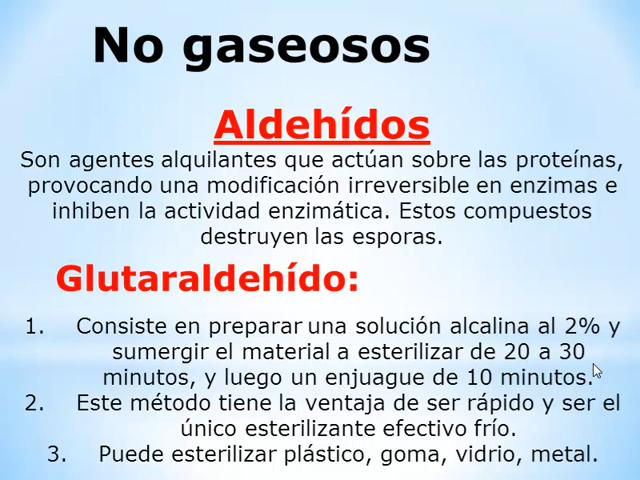 No gaseosos
Aldehídos
Son agentes alquilantes que actúan sobre las proteínas,
provocando una modificación irreversible en enzimas e
inhiben la actividad enzimática. Estos compuestos
destruyen las esporas.
Glutaraldehído:
1. Consiste en preparar una solución alcalina al 2% y
sumergir el material a esterilizar de 20 a 30
minutos, y luego un enjuague de 10 minutos.
2. Este método tiene la ventaja de ser rápido y ser el
único esterilizante efectivo frío.
3. Puede esterilizar plástico, goma, vidrio, metal.